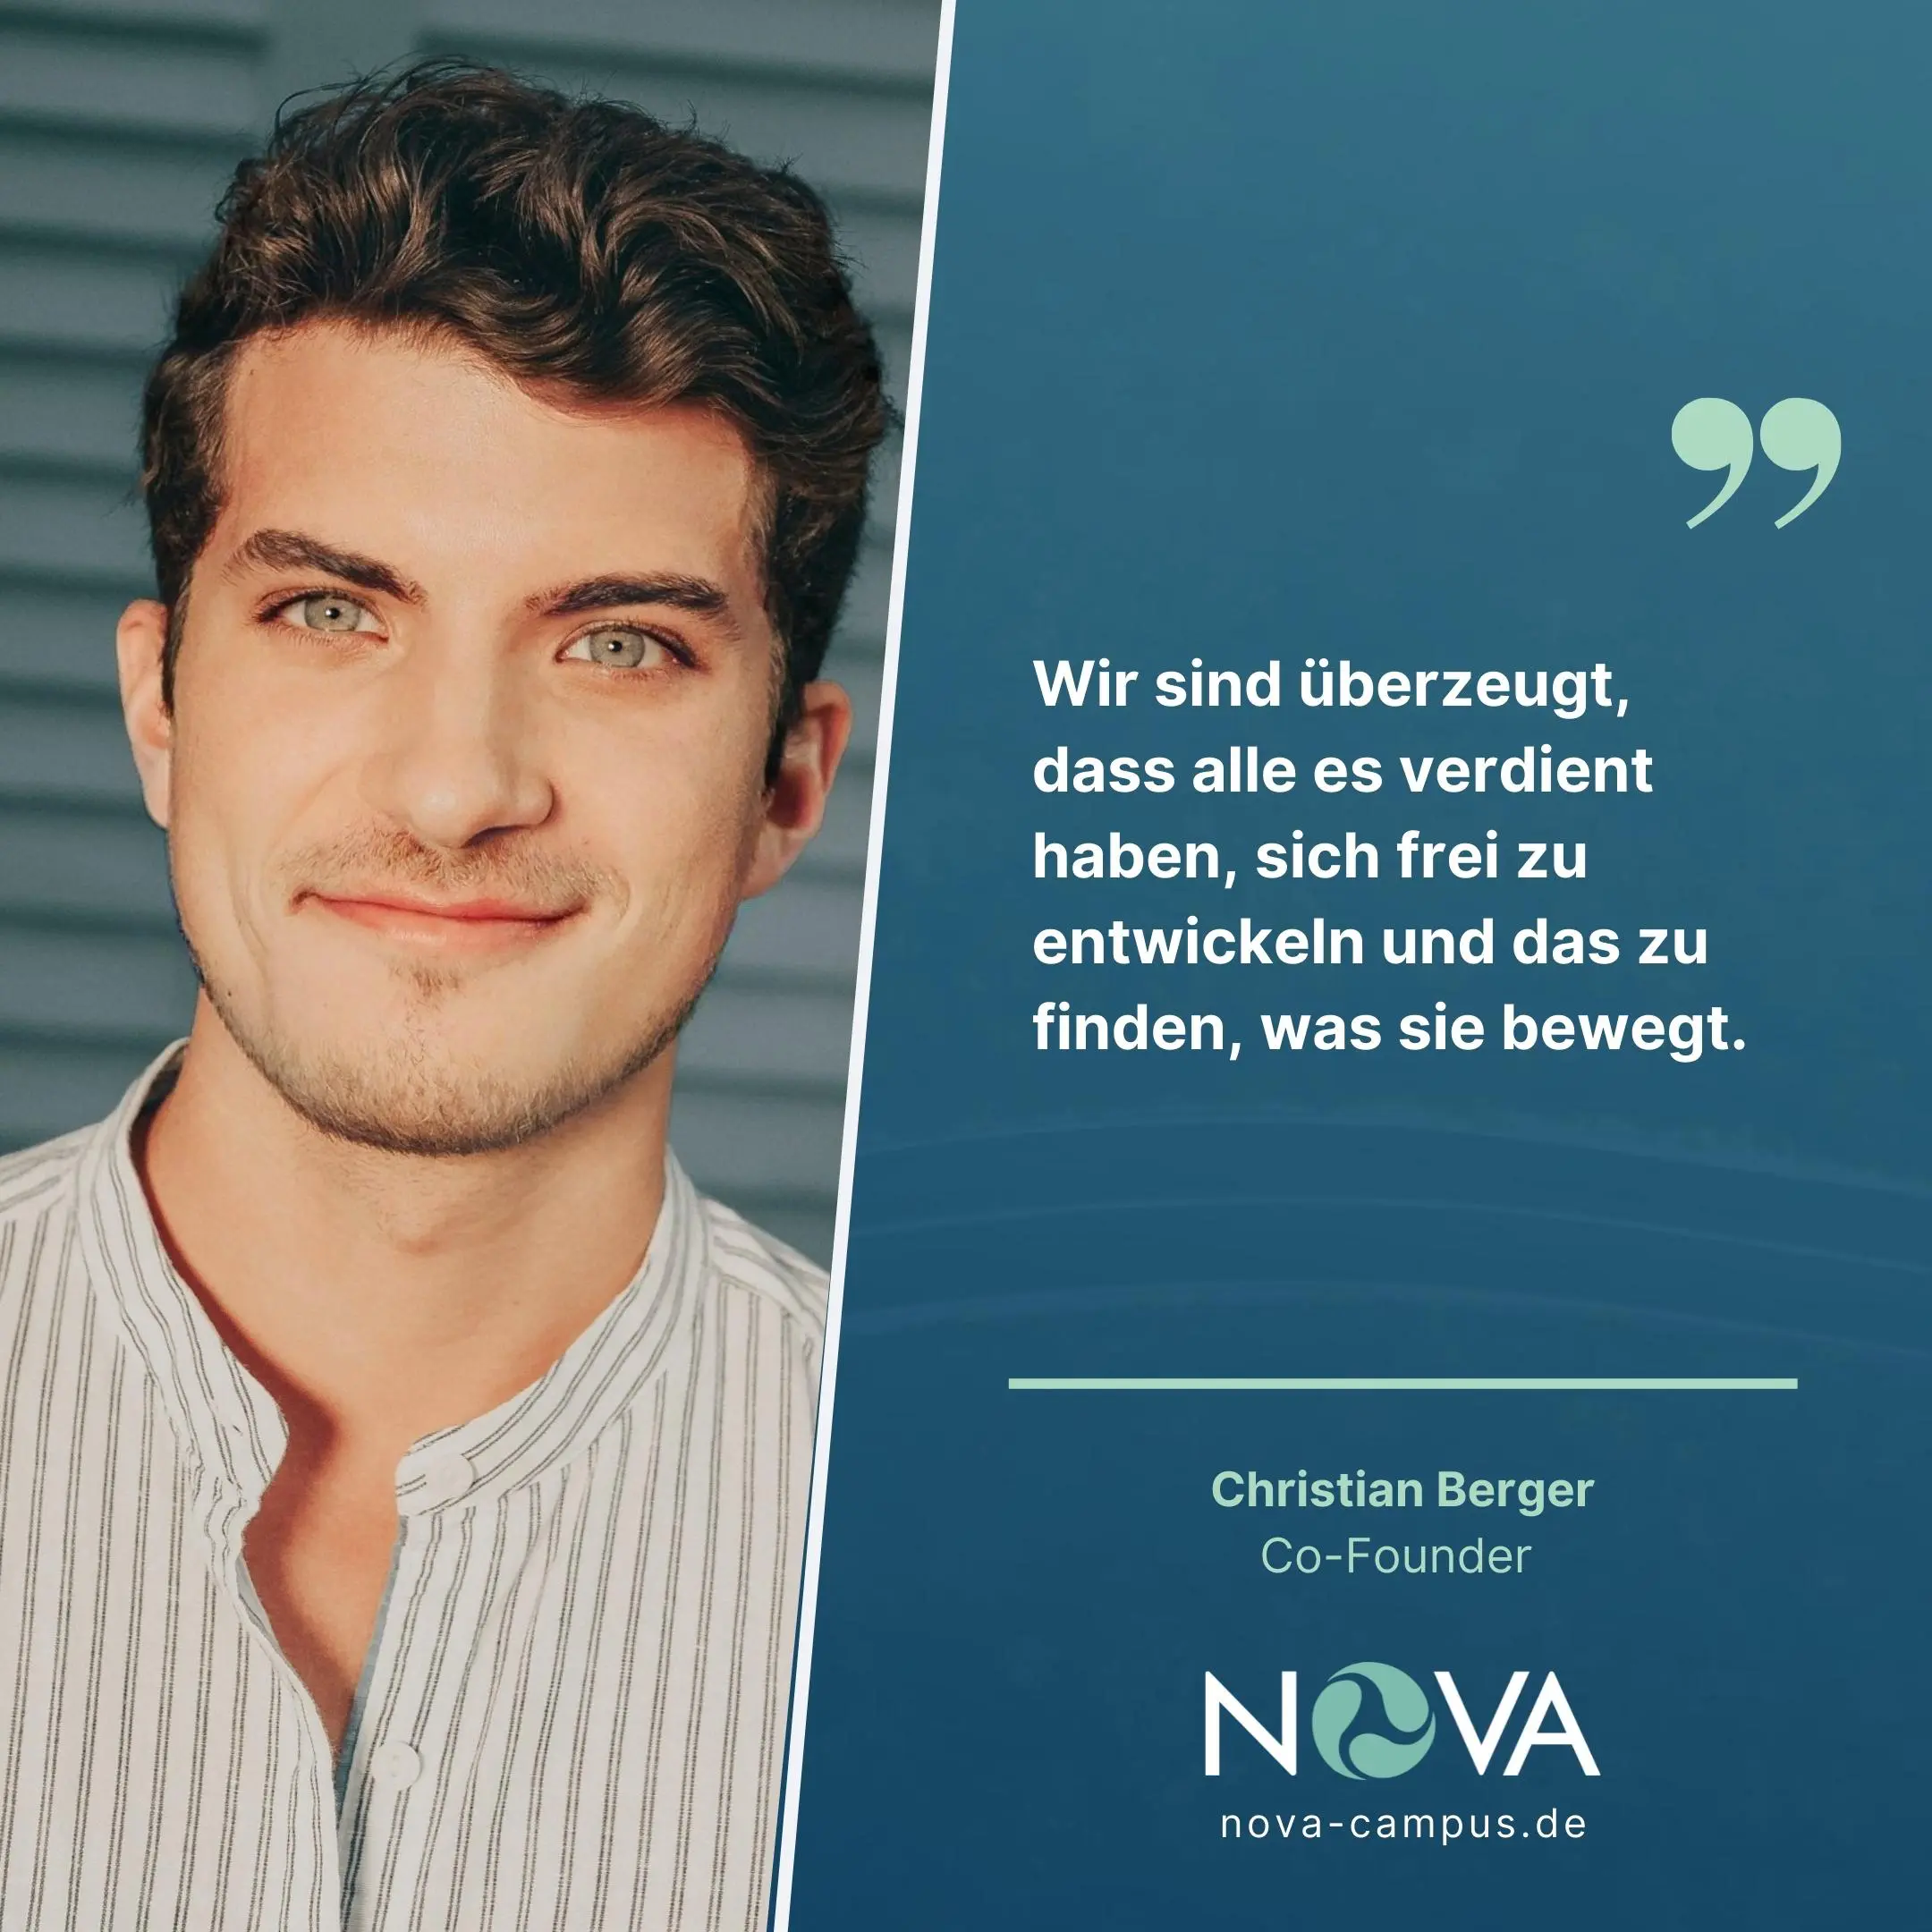 ”
Wir sind überzeugt,
dass alle es verdient
haben, sich frei zu
entwickeln und das zu
finden, was sie bewegt.
Christian Berger
Co-Founder
NOVA
nova-campus.de